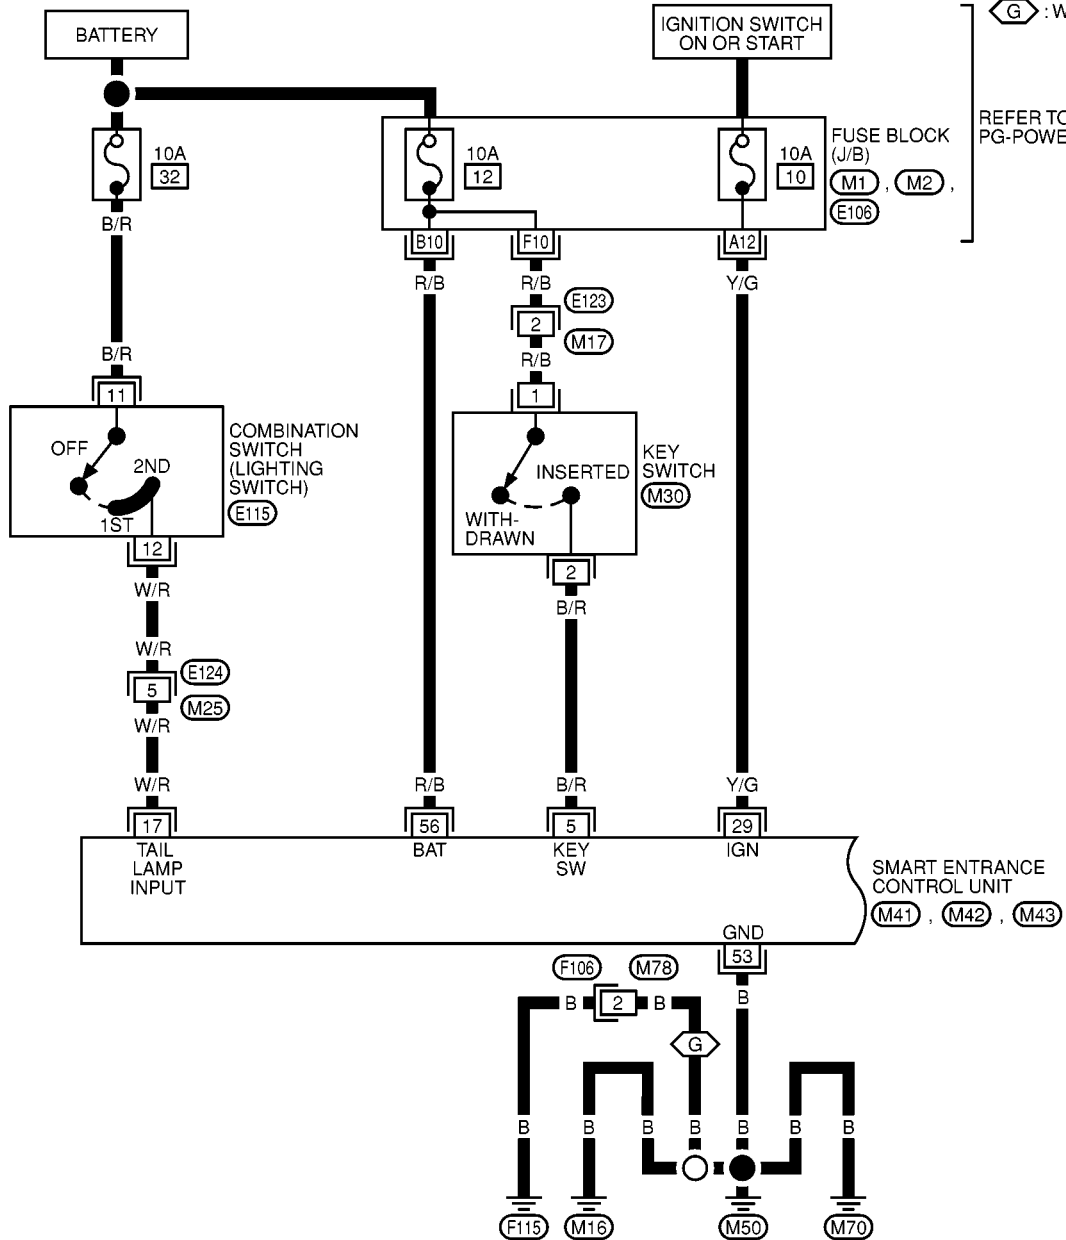 BATTERY
IGNITION SWITCH
ON OR START
G : W
10A
32
10A
12
10A
10
FUSE BLOCK
(J/B)
M1 , M2 ,
E106
REFER TO
PG-POWE
B/R
B10
F10
A12
R/B
R/B
Y/G
E123
2
M17
B/R
R/B
11
1
OFF
2ND
1ST
COMBINATION
SWITCH
(LIGHTING
SWITCH)
E115
INSERTED
WITH-
DRAWN
KEY
SWITCH
M30
12
2
W/R
B/R
W/R
E124
5
M25
W/R
W/R
R/B
B/R
Y/G
17
56
5
29
TAIL
LAMP
INPUT
BAT
KEY
SW
IGN
SMART ENTRANCE
CONTROL UNIT
M41 , M42 , M43
GND
53
F106
M78
B
2
B
B
G
B
B
B
B
B
B
B
F115
M16
M50
M70